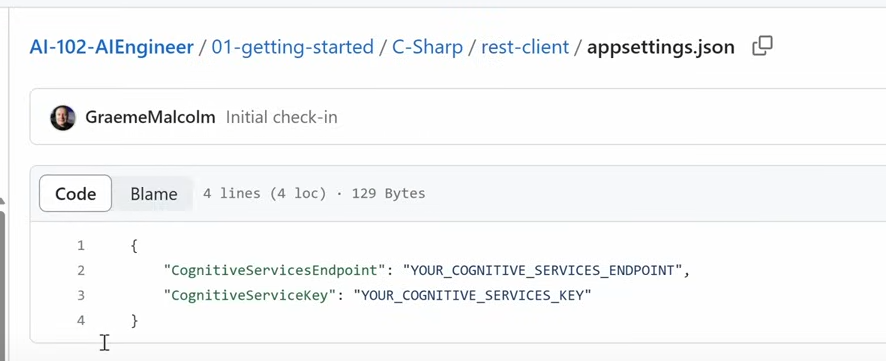 AI-102-AIEngineer / 01-getting-started / C-Sharp / rest-client / appsettings.json
GraemeMalcolm Initial check-in
Code Blame 4 lines (4 loc) · 129 Bytes
1 {
2 "CognitiveServicesEndpoint": "YOUR_COGNITIVE_SERVICES_ENDPOINT",
3 "CognitiveServiceKey": "YOUR_COGNITIVE_SERVICES_KEY"
4 }